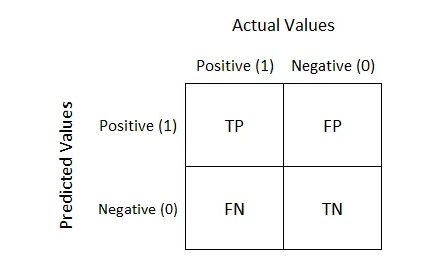 Actual Values
Positive (1) Negative (0)
Predicted Values
Positive (1) TP FP
Negative (0) FN TN